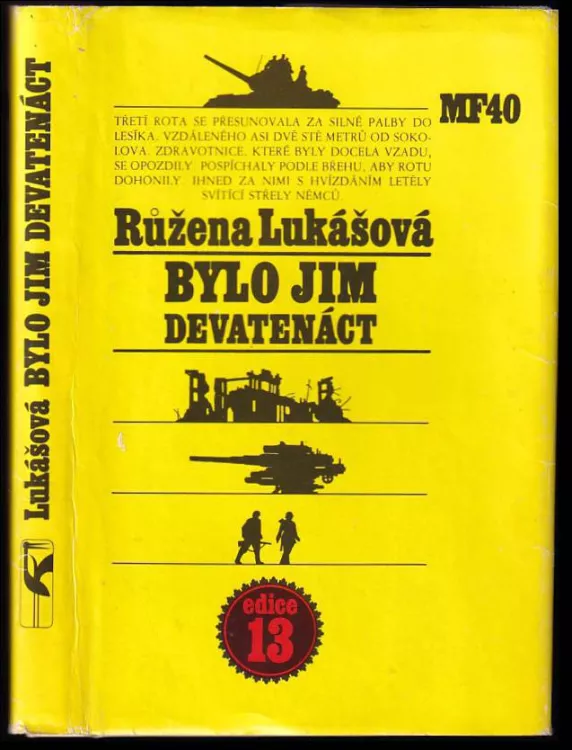 TŘETÍ ROTA SE PŘESUNOVALA ZA SILNÉ PALBY DO
LESÍKA, VZDÁLENÉHO ASI DVĚ STĚ METRŮ OD SOKO-
LOVA. ZDRAVOTNICE, KTERÉ BYLY DOCELA VZADU,
SE OPOZDILY. POSPÍCHALY PODLE BŘEHU, ABY ROTU
DOHONILY. IHNED ZA NIMI S HVÍZDÁNÍM LETĚLY
SVÍTÍCÍ STŘELY NĚMCŮ.
MF40
Růžena Lukášová
BYLO JIM
DEVATENÁCT
edice
13
Lukášová BYLO JIM DEVATENÁCT